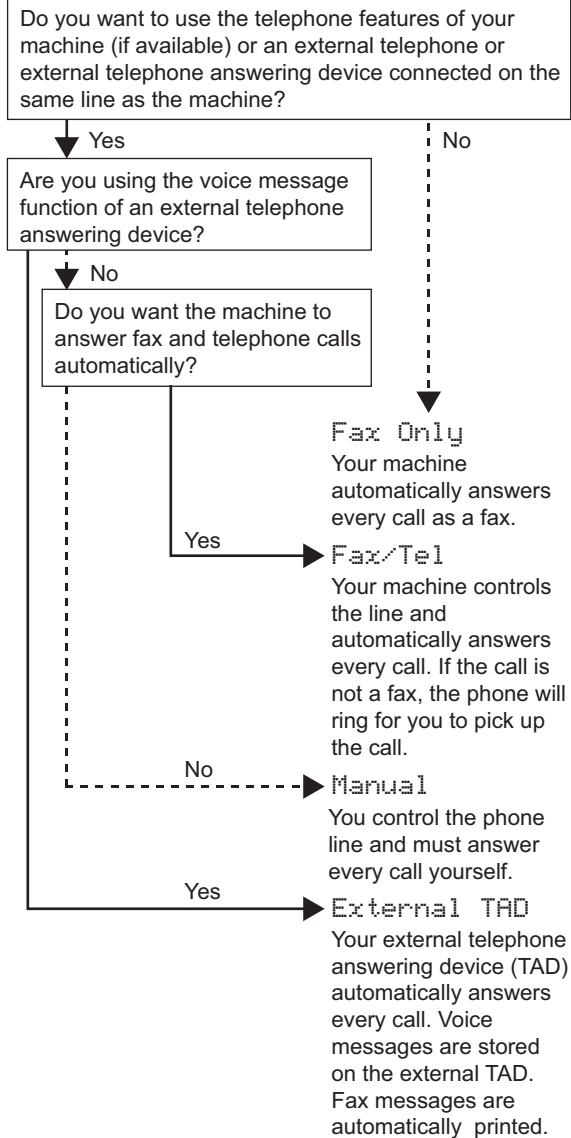 Do you want to use the telephone features of your
machine (if available) or an external telephone or
external telephone answering device connected on the
same line as the machine?
Yes
No
Are you using the voice message
function of an external telephone
answering device?
No
Do you want the machine to
answer fax and telephone calls
automatically?
Fax Only
Your machine
automatically answers
every call as a fax.
Yes
Fax/Tel
Your machine controls
the line and
automatically answers
every call. If the call is
not a fax, the phone will
ring for you to pick up
the call.
No
Manual
You control the phone
line and must answer
every call yourself.
Yes
External TAD
Your external telephone
answering device (TAD)
automatically answers
every call. Voice
messages are stored
on the external TAD.
Fax messages are
automatically printed.